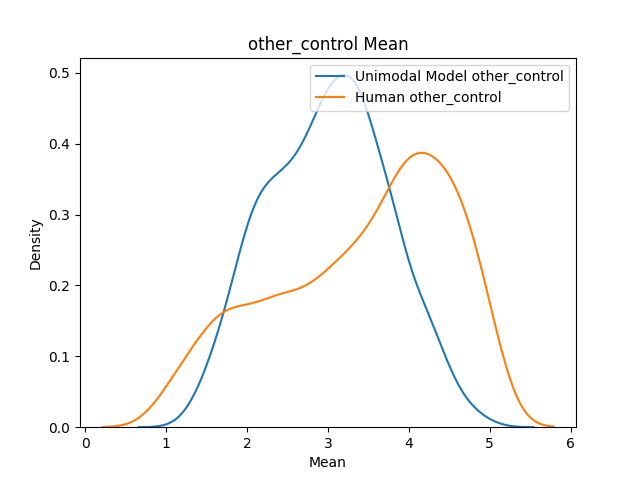 other_control Mean
Unimodal Model other_control
Human other_control
Density
0.5
0.4
0.3
0.2
0.1
0.0
0 1 2 3 4 5 6
Mean